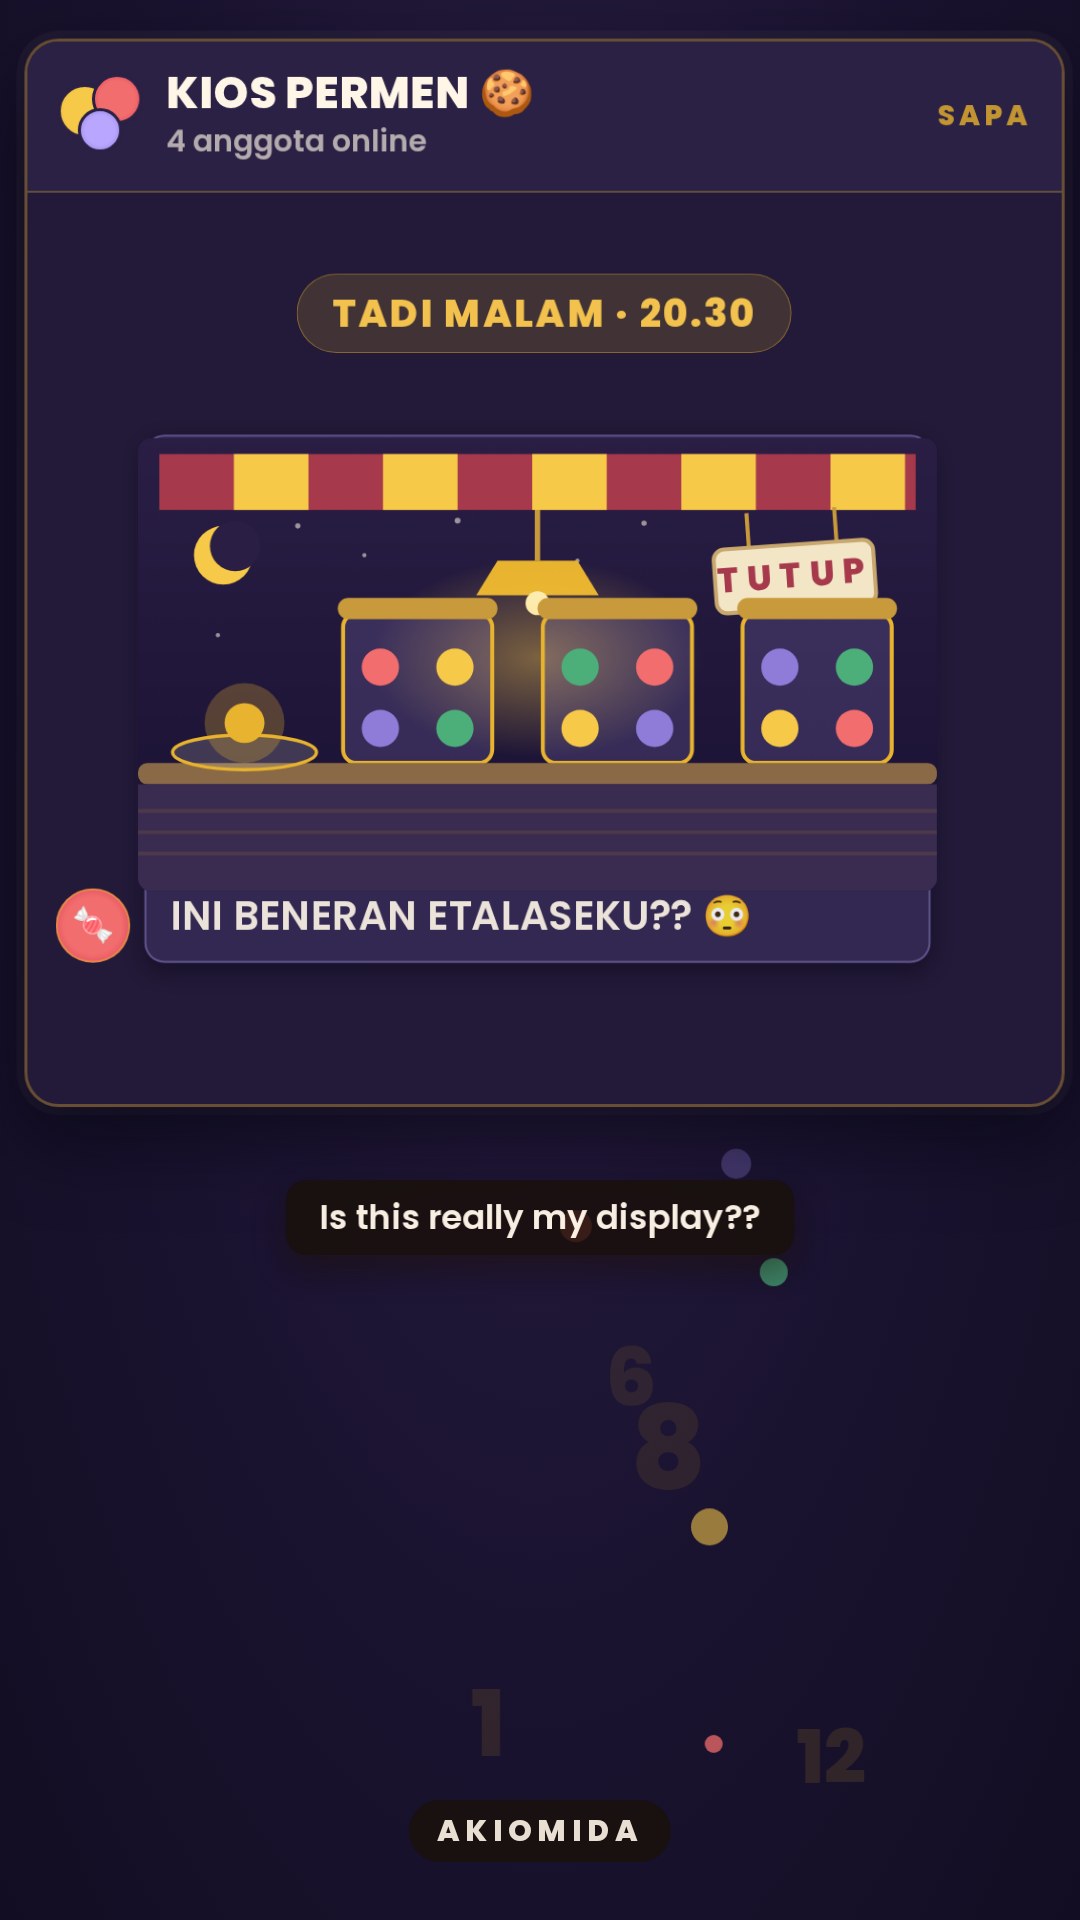 KIOS PERMEN 🍪
4 anggota online
SAPA
TADI MALAM · 20.30
TUTUP
INI BENERAN ETALASEKU?? 😳
Is this really my display??
6
8
1
12
AKIOMIDA